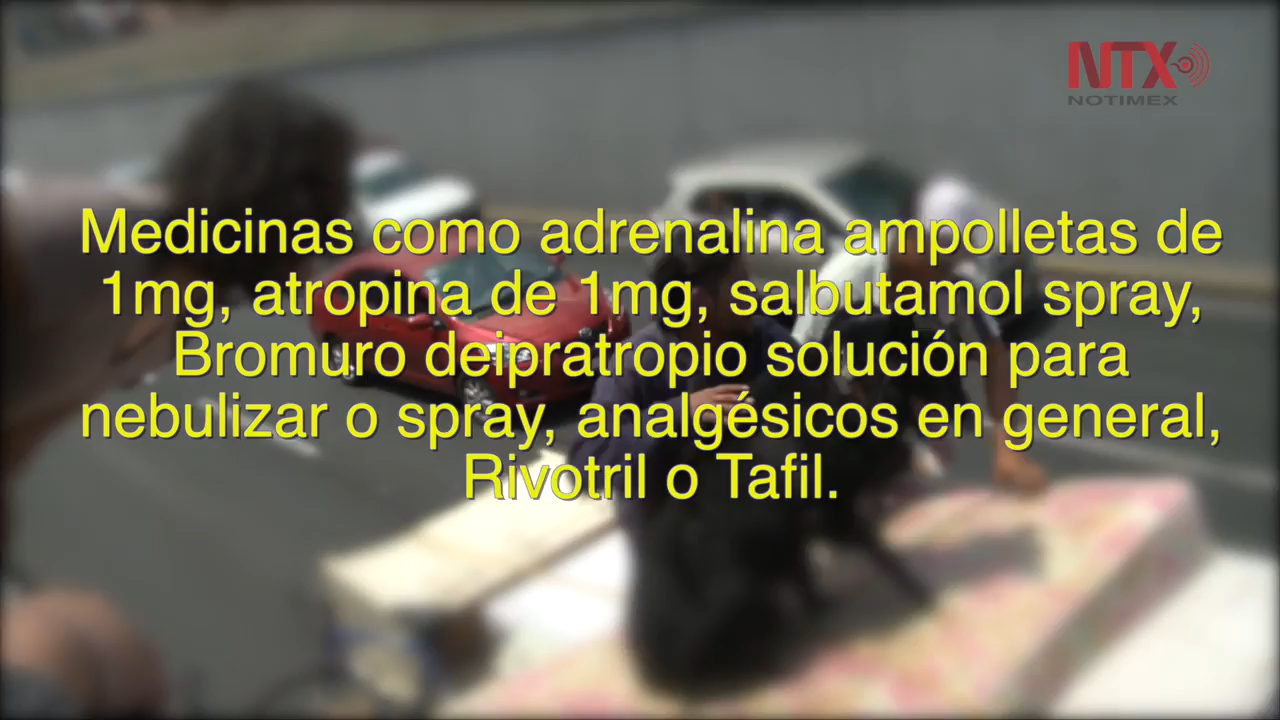 NTX
NOTIMEX
Medicinas como adrenalina ampolletas de
1mg, atropina de 1mg, salbutamol spray,
Bromuro deipratropio solución para
nebulizar o spray, analgésicos en general,
Rivotril o Tafil.